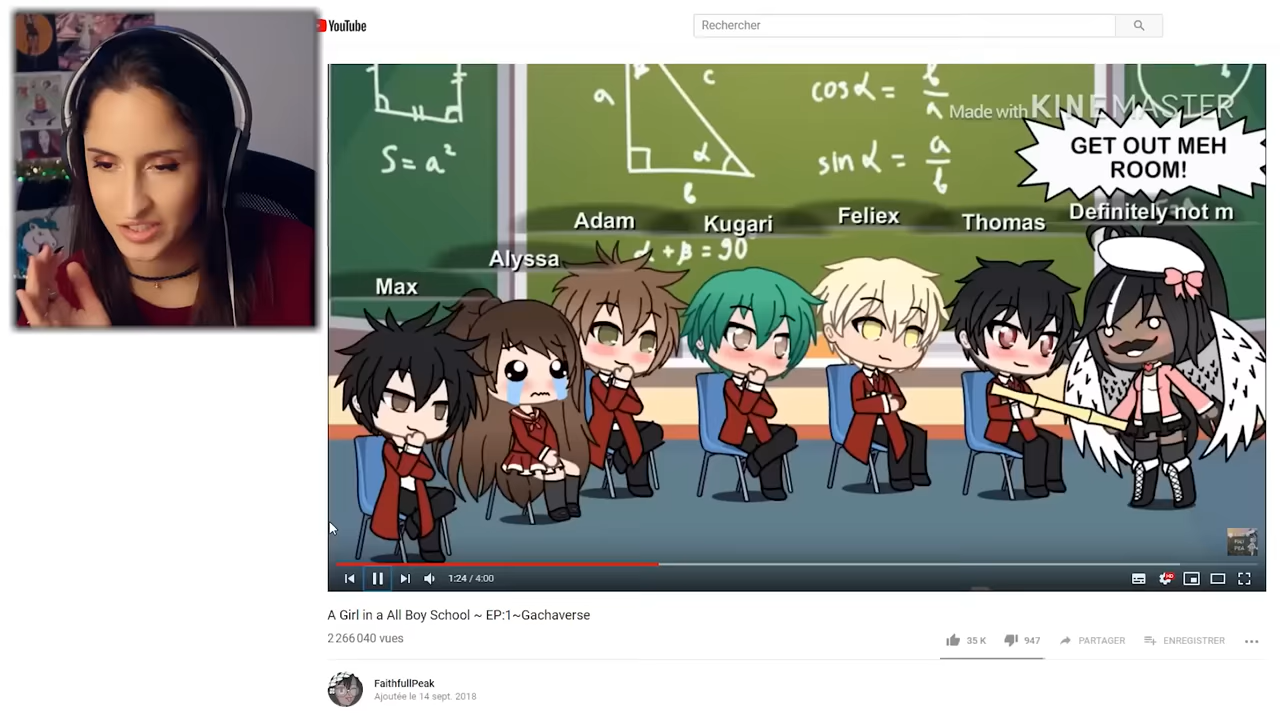 YouTube
Rechercher
a
c
cos α = b/a
Made with KINEMASTER
S = a²
α
sin α = a/b
b
GET OUT MEH
ROOM!
Definitely not m
Adam
Kugari
Feliex
Thomas
α + β = 90°
Alyssa
Max
1:24 / 4:00
HD
A Girl in a All Boy School ~ EP:1~Gachaverse
2 266 040 vues
35 K
947
PARTAGER
ENREGISTRER
FaithfullPeak
Ajoutée le 14 sept. 2018